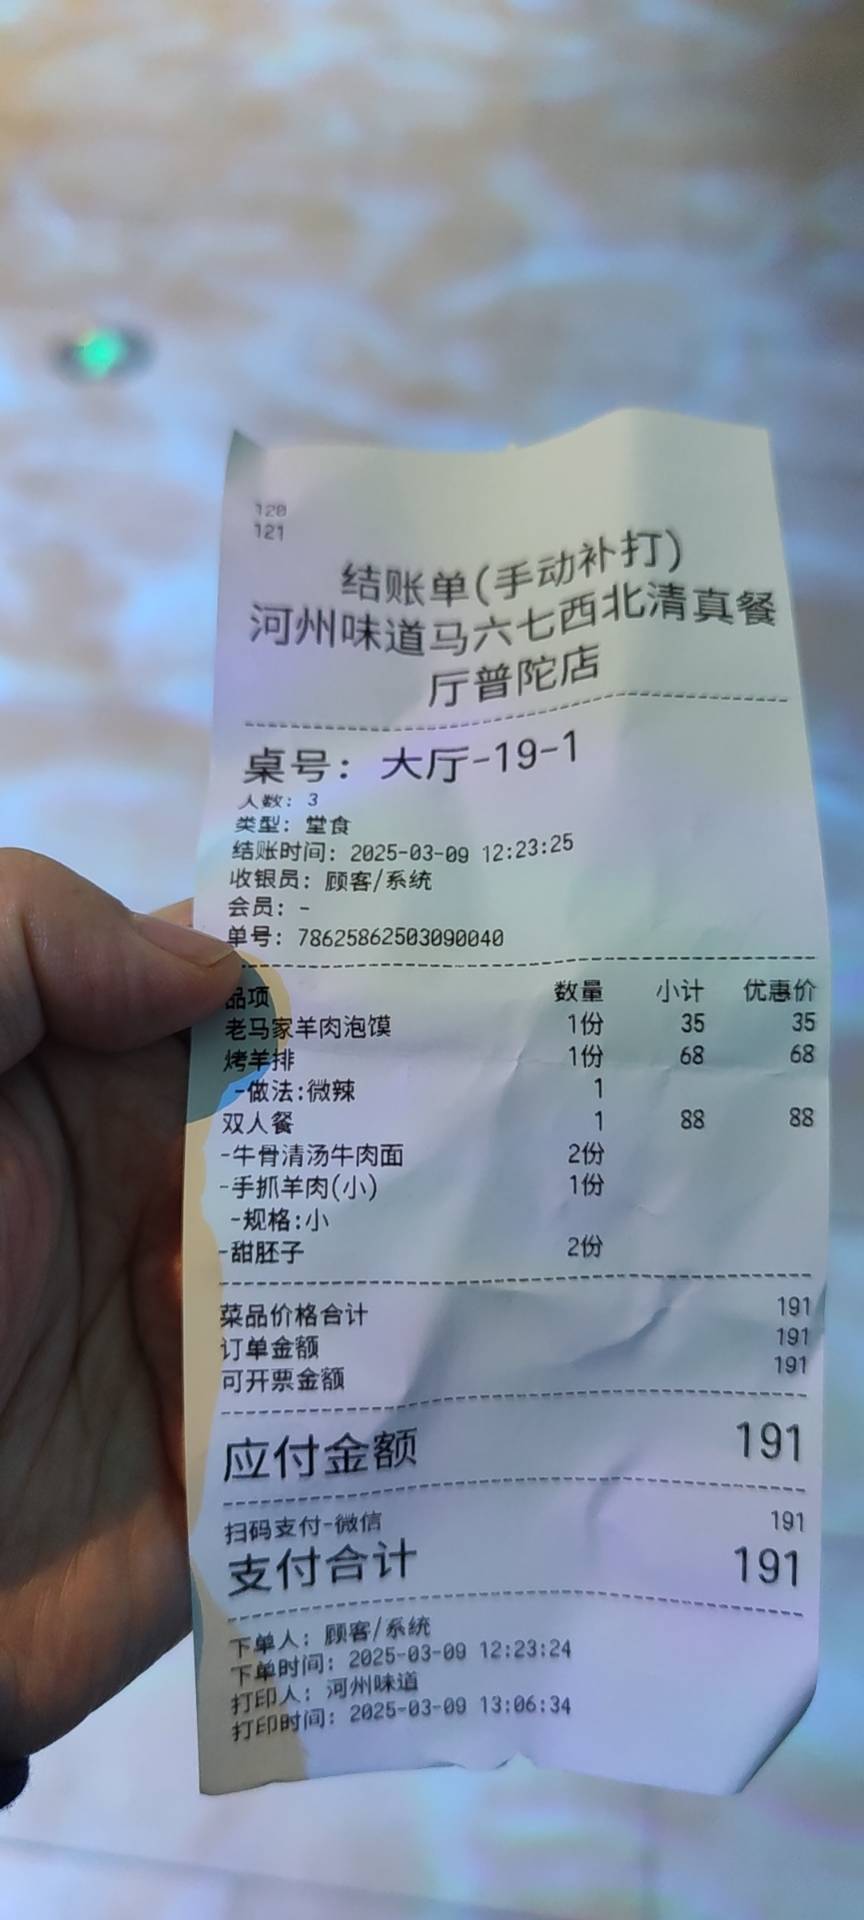 120
121
结账单(手动补打)
河州味道马六七西北清真餐
厅普陀店
桌号: 大厅-19-1
人数: 3
类型: 堂食
结账时间: 2025-03-09 12:23:25
收银员: 顾客/系统
会员: -
单号: 78625862503090040
品项 数量 小计 优惠价
老马家羊肉泡馍 1份 35 35
烤羊排 1份 68 68
-做法:微辣 1
双人餐 1 88 88
-牛骨清汤牛肉面 2份
-手抓羊肉(小) 1份
-规格:小
-甜胚子 2份
菜品价格合计 191
订单金额 191
可开票金额 191
应付金额 191
扫码支付-微信 191
支付合计 191
下单人: 顾客/系统
下单时间: 2025-03-09 12:23:24
打印人: 河州味道
打印时间: 2025-03-09 13:06:34